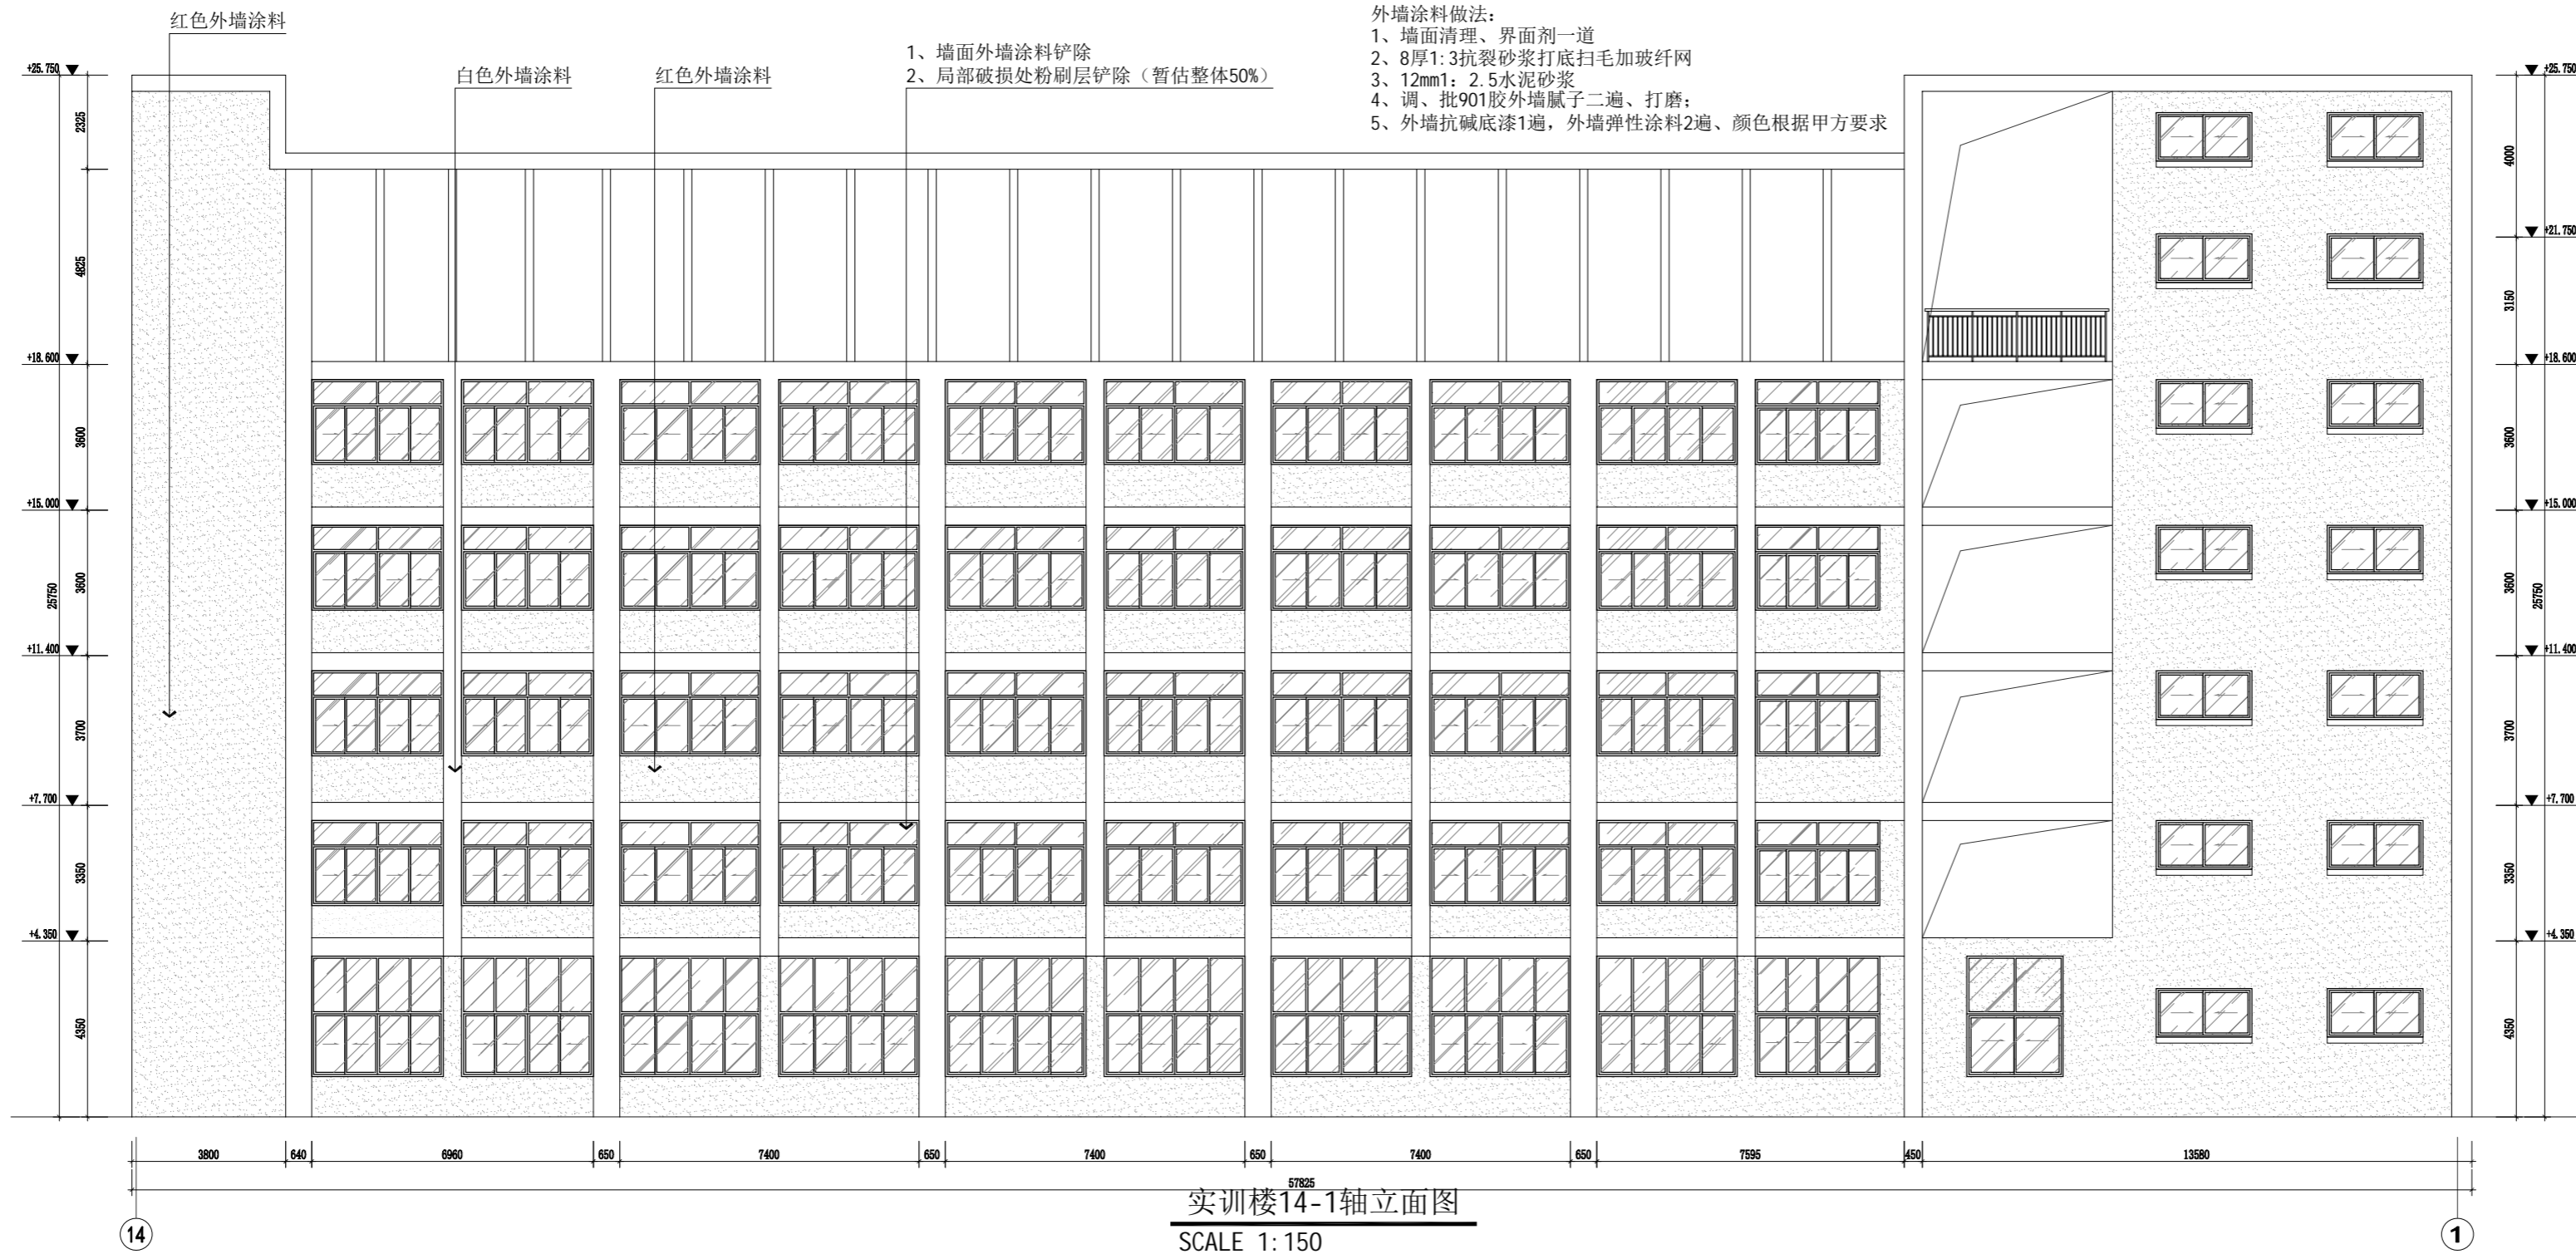 红色外墙涂料
白色外墙涂料
红色外墙涂料
1、墙面外墙涂料铲除
2、局部破损处粉刷层铲除（暂估整体50%）
外墙涂料做法：
1、墙面清理、界面剂一道
2、8厚1:3抗裂砂浆打底扫毛加玻纤网
3、12mm1：2.5水泥砂浆
4、调、批901胶外墙腻子二遍、打磨；
5、外墙抗碱底漆1遍，外墙弹性涂料2遍、颜色根据甲方要求
+25.750
+18.600
+15.000
+11.400
+7.700
+4.350
2325
4825
3600
3600
3700
3350
4350
25750
+25.750
+21.750
+18.600
+15.000
+11.400
+7.700
+4.350
4000
3150
3600
3600
3700
3350
4350
25750
3800 640 6960 650 7400 650 7400 650 7400 650 7595 450 13580
57825
14
1
实训楼14-1轴立面图
SCALE 1:150